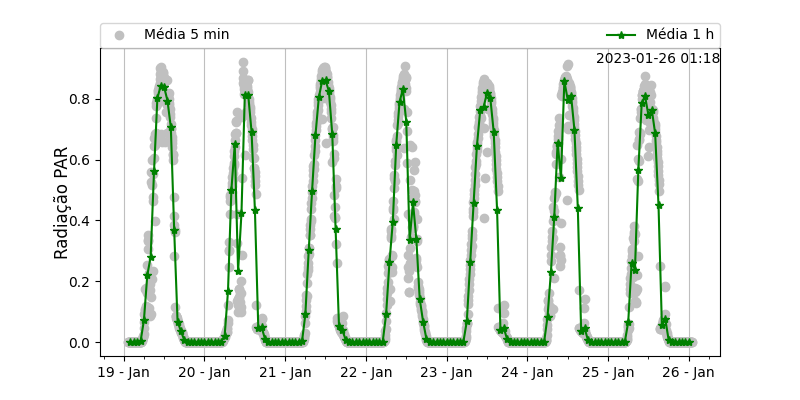 Média 5 min
Média 1 h
2023-01-26 01:18
Radiação PAR
0.8
0.6
0.4
0.2
0.0
19 - Jan
20 - Jan
21 - Jan
22 - Jan
23 - Jan
24 - Jan
25 - Jan
26 - Jan